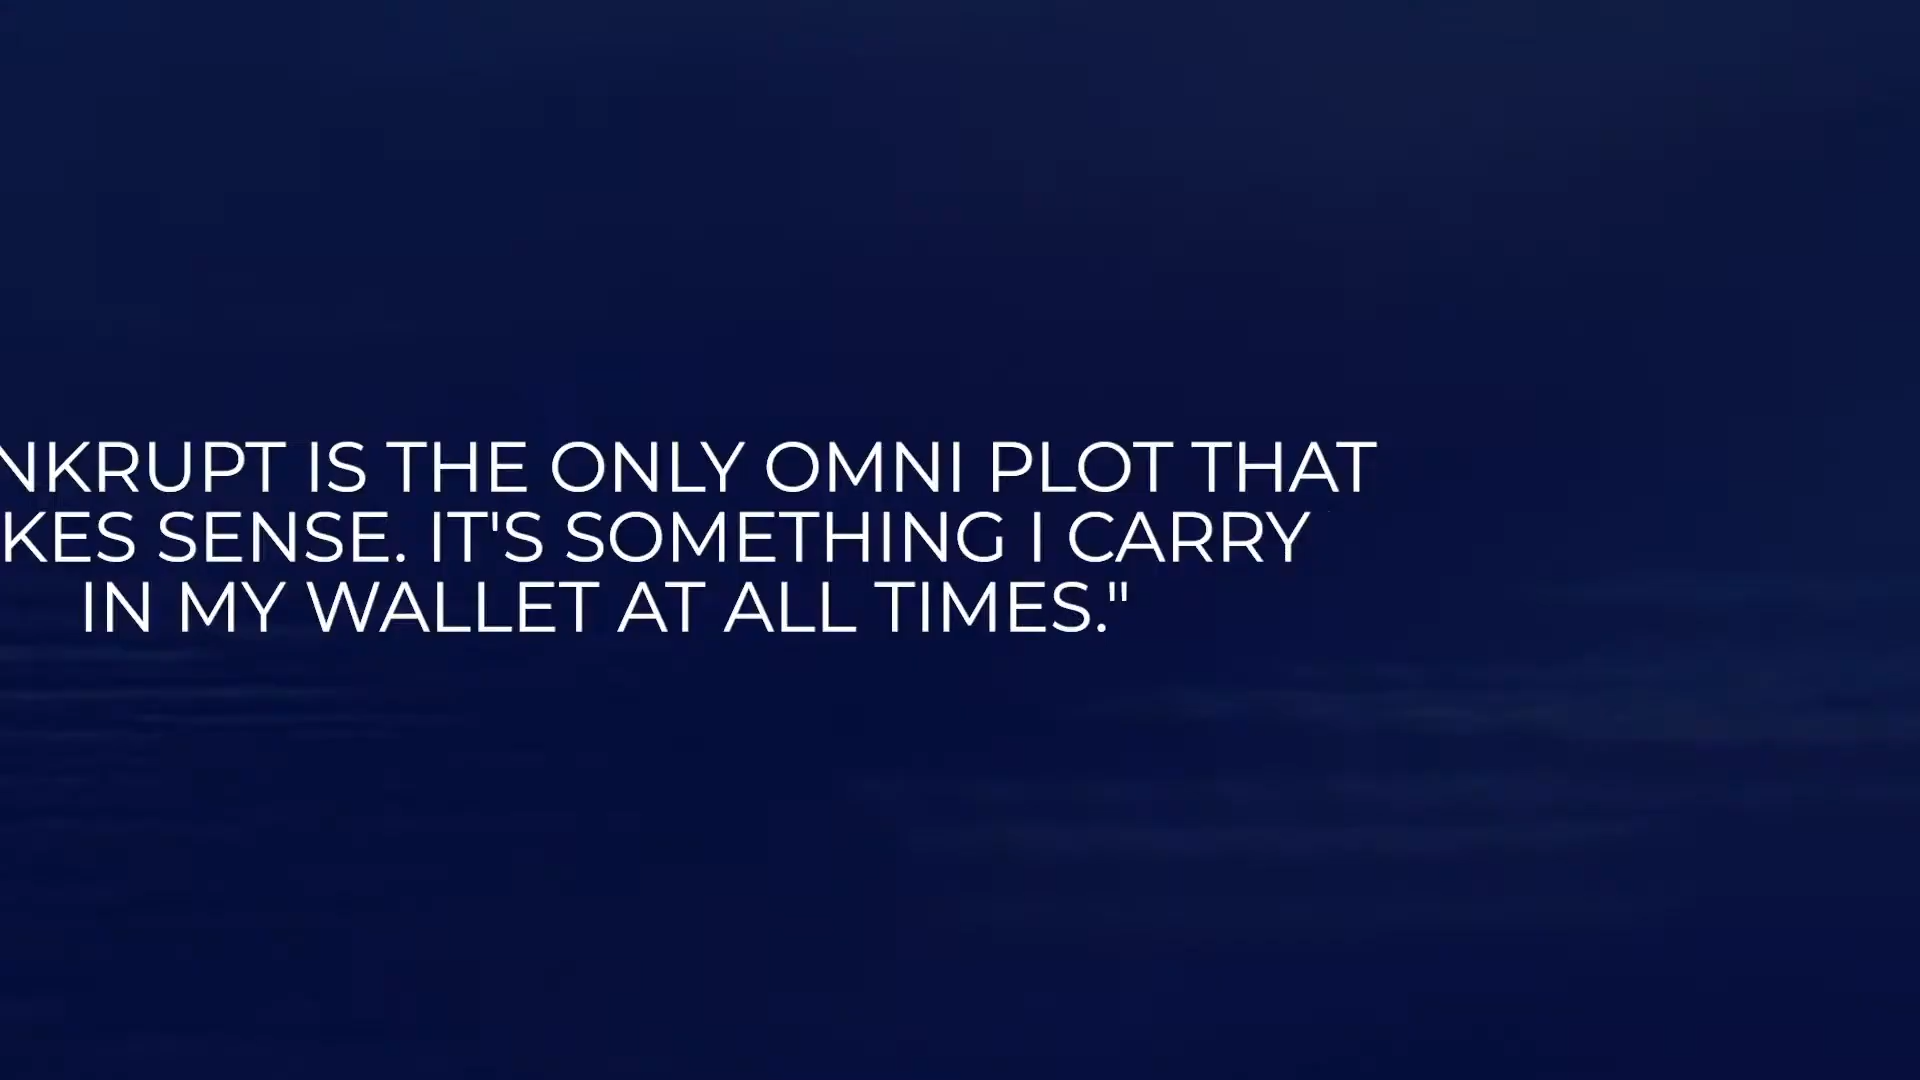 NKRUPT IS THE ONLY OMNI PLOT THAT
KES SENSE. IT'S SOMETHING I CARRY
IN MY WALLET AT ALL TIMES."